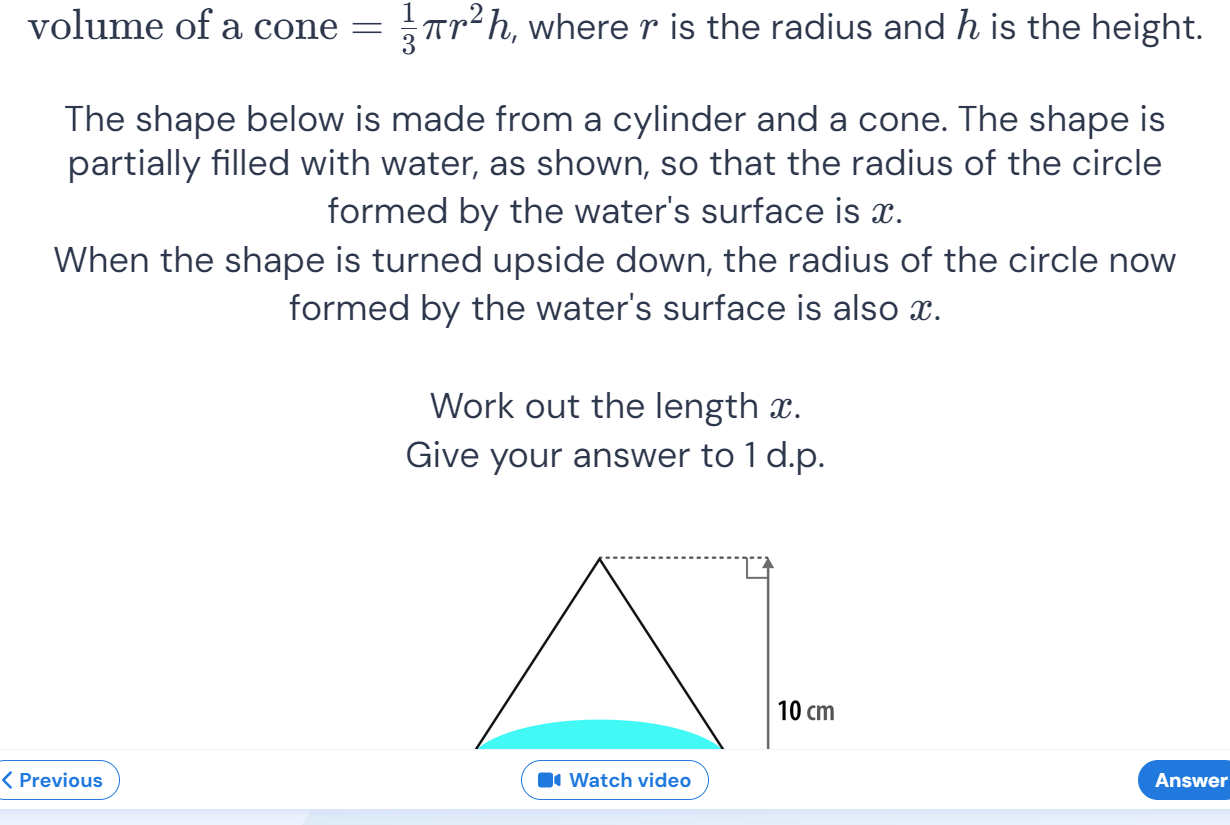 volume of a cone = 1/3 πr²h, where r is the radius and h is the height.
The shape below is made from a cylinder and a cone. The shape is
partially filled with water, as shown, so that the radius of the circle
formed by the water's surface is x.
When the shape is turned upside down, the radius of the circle now
formed by the water's surface is also x.
Work out the length x.
Give your answer to 1 d.p.
10 cm
Previous
Watch video
Answer